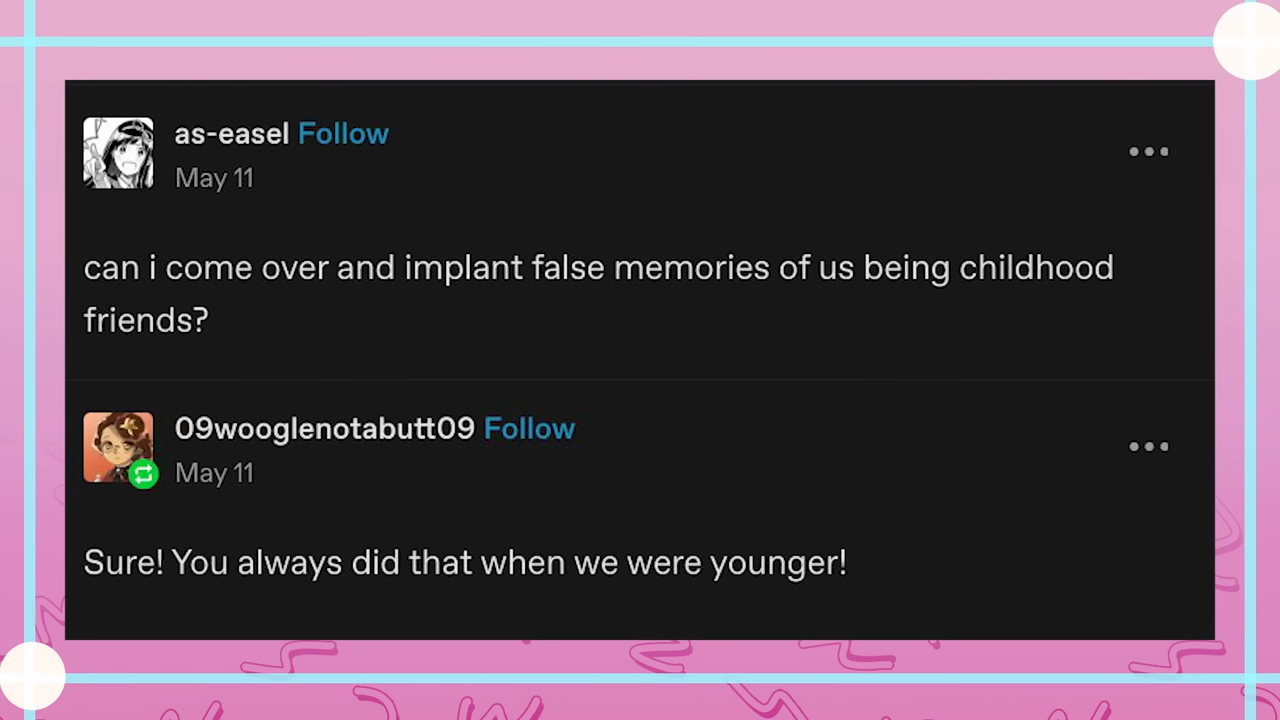 as-easel Follow
May 11
can i come over and implant false memories of us being childhood
friends?
09wooglenotabutt09 Follow
May 11
Sure! You always did that when we were younger!